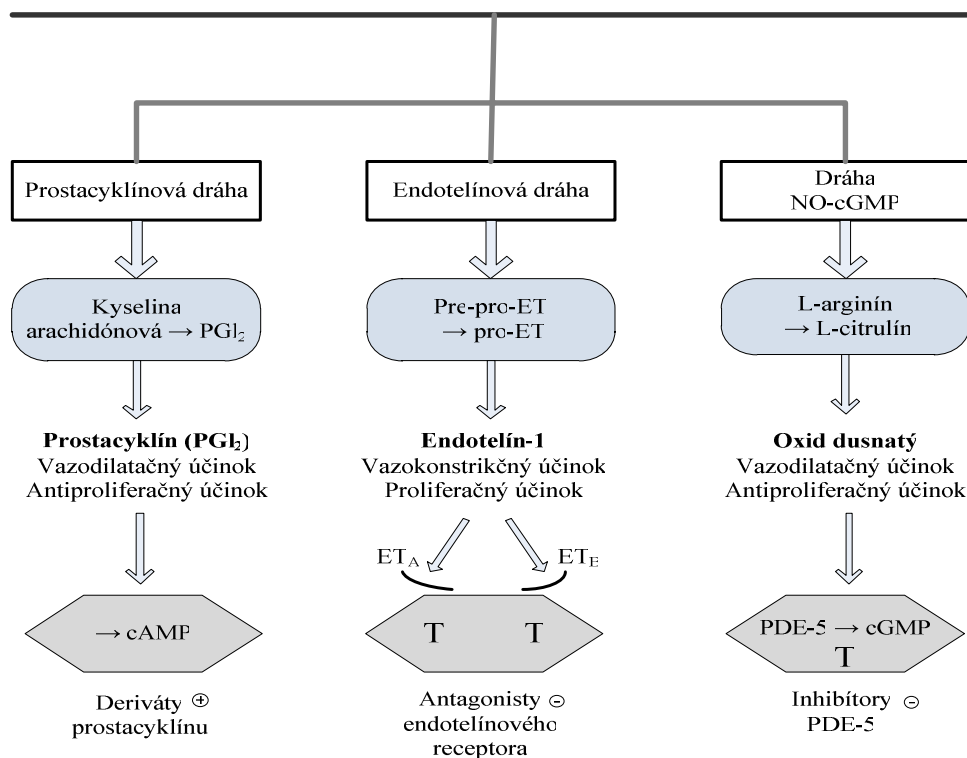 Prostacyklínová dráha
Endotelínová dráha
Dráha
NO-cGMP
Kyselina
arachidónová → PGI₂
Pre-pro-ET
→ pro-ET
L-arginín
→ L-citrulín
Prostacyklín (PGI₂)
Vazodilatačný účinok
Antiproliferačný účinok
Endotelín-1
Vazokonstrikčný účinok
Proliferačný účinok
Oxid dusnatý
Vazodilatačný účinok
Antiproliferačný účinok
ET_A
ET_E
→ cAMP
T T
PDE-5 → cGMP
T
Deriváty ⊕
prostacyklínu
Antagonisty ⊖
endotelínového
receptora
Inhibítory ⊖
PDE-5